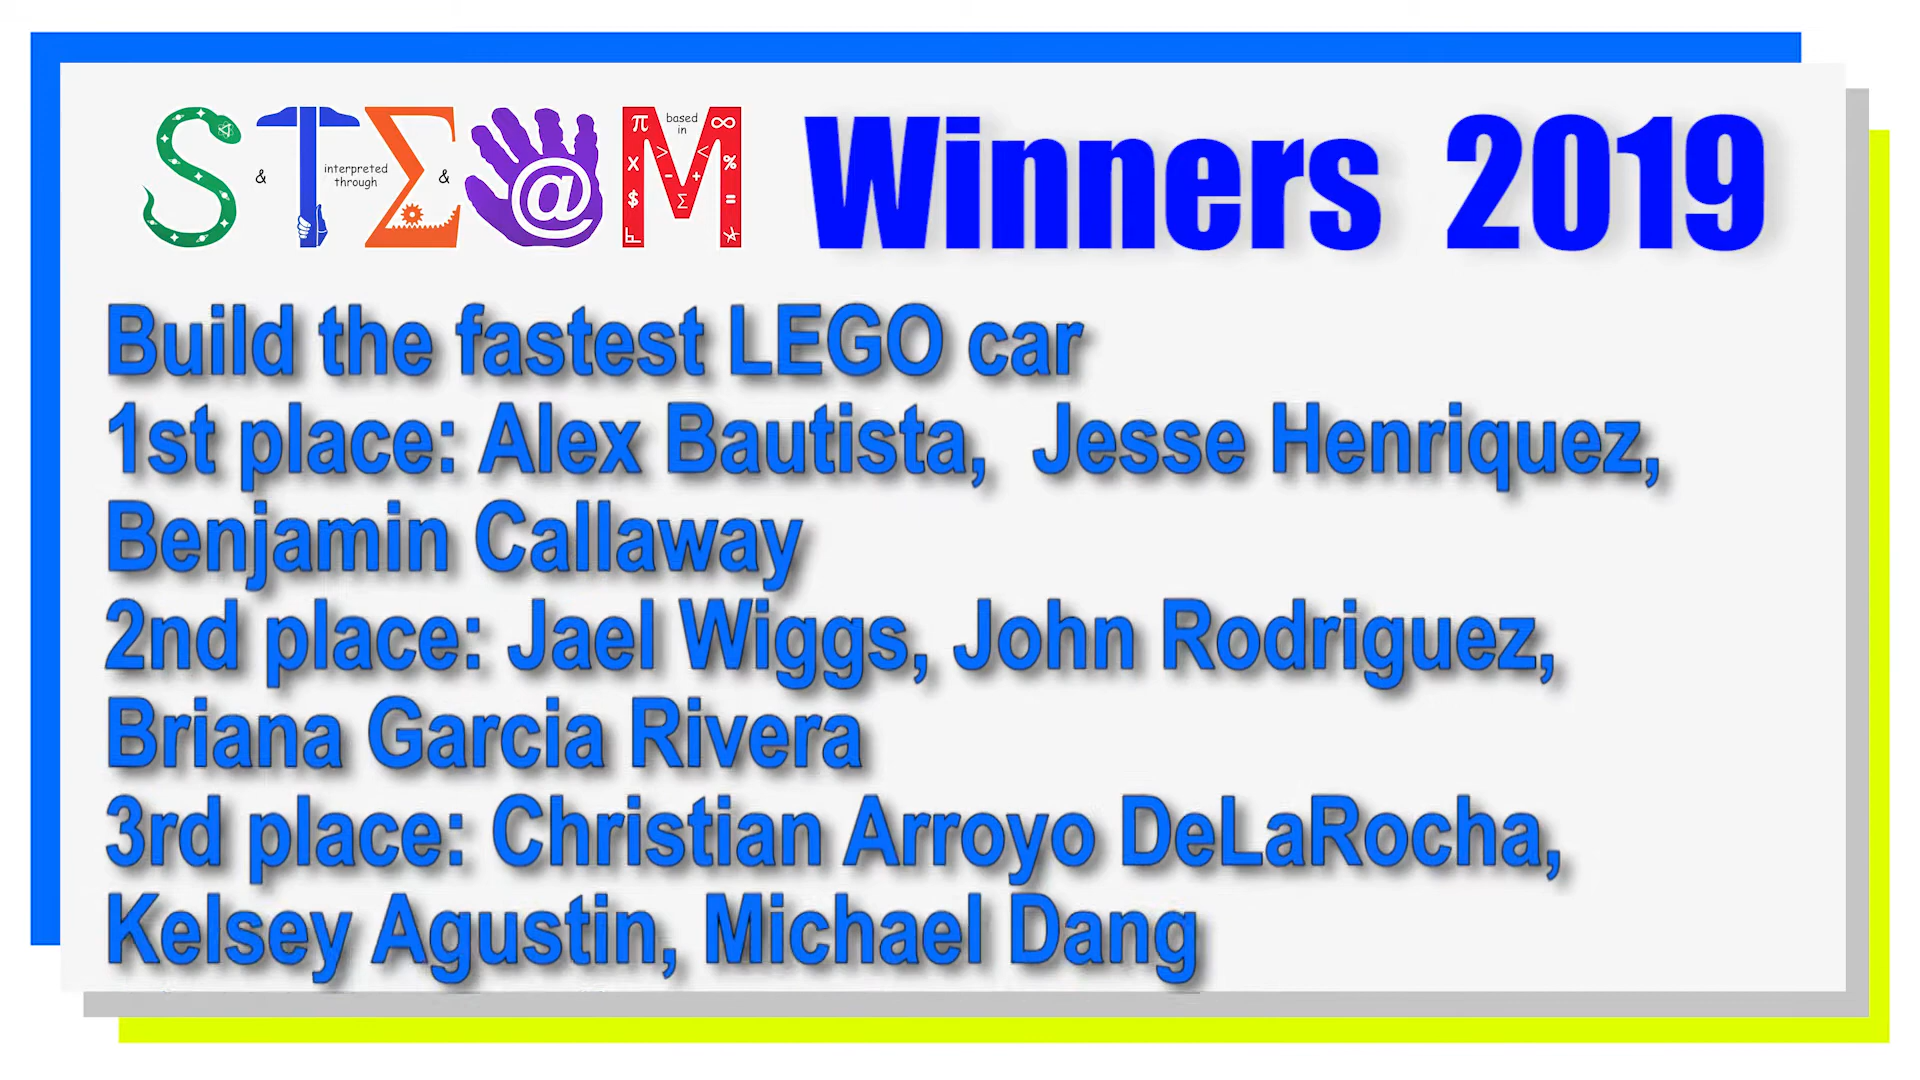 STEAM Winners 2019
& interpreted through & based in
π ∞ x > < % - + $ Σ =
@
Build the fastest LEGO car
1st place: Alex Bautista,  Jesse Henriquez,
Benjamin Callaway
2nd place: Jael Wiggs, John Rodriguez,
Briana Garcia Rivera
3rd place: Christian Arroyo DeLaRocha,
Kelsey Agustin, Michael Dang